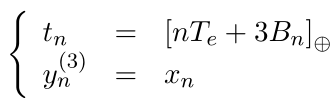 t_n = [nT_e + 3B_n]_⊕
y_n^{(3)} = x_n